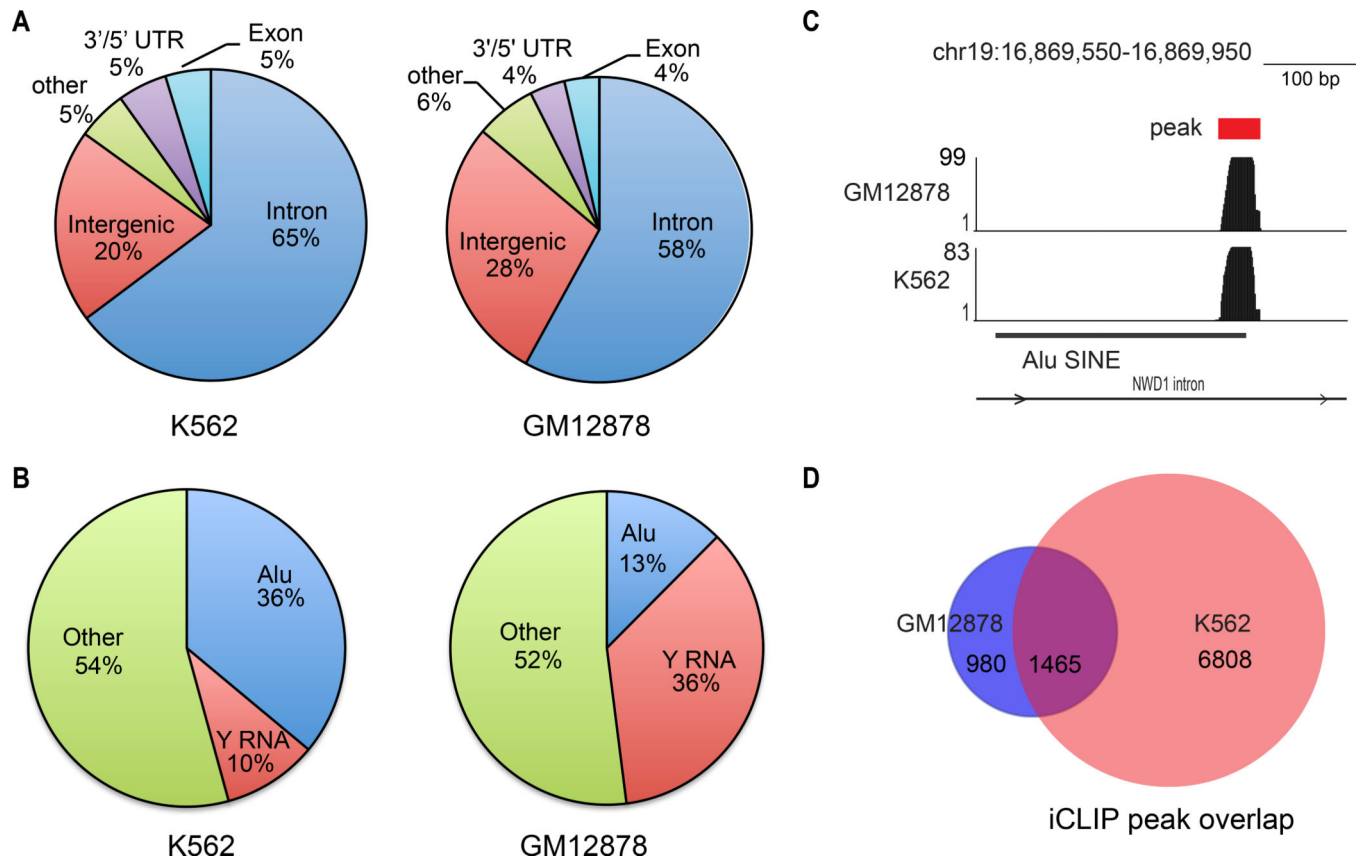 A
3'/5' UTR
5%
Exon
5%
other
5%
Intergenic
20%
Intron
65%
K562
3'/5' UTR
4%
Exon
4%
other
6%
Intergenic
28%
Intron
58%
GM12878
B
Alu
36%
Other
54%
Y RNA
10%
K562
Alu
13%
Other
52%
Y RNA
36%
GM12878
C
chr19:16,869,550-16,869,950
100 bp
peak
99
GM12878
1
83
K562
1
Alu SINE
NWD1 intron
D
GM12878
980
1465
K562
6808
iCLIP peak overlap